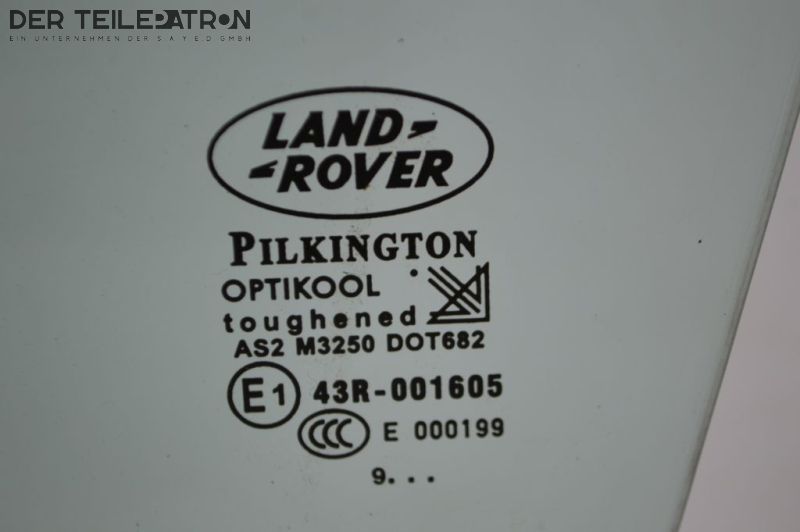 DER TEILEPATRON
EIN UNTERNEHMEN DER S A Y E.D GMBH
LAND-
-ROVER
PILKINGTON
OPTIKOOL
toughened
AS2 M3250 DOT682
E1 43R-001605
CCC E 000199
9...